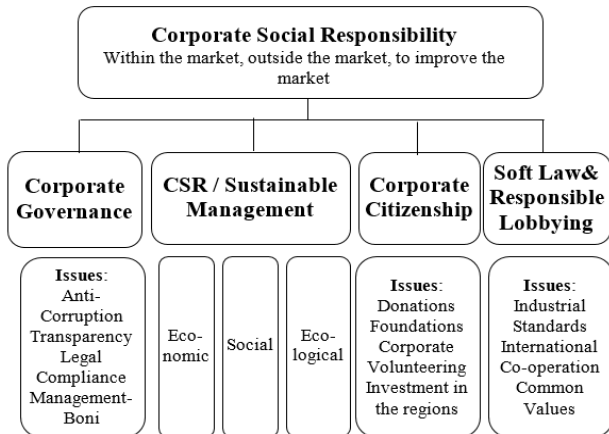 Corporate Social Responsibility
Within the market, outside the market, to improve the
market
Corporate
Governance
CSR / Sustainable
Management
Corporate
Citizenship
Soft Law&
Responsible
Lobbying
Issues:
Anti-
Corruption
Transparency
Legal
Compliance
Management-
Boni
Eco-
nomic
Social
Eco-
logical
Issues:
Donations
Foundations
Corporate
Volunteering
Investment in
the regions
Issues:
Industrial
Standards
International
Co-operation
Common
Values